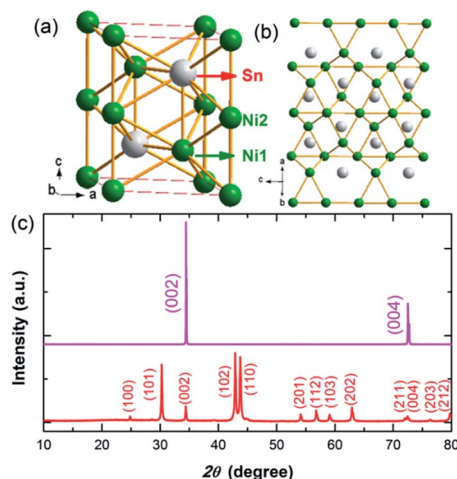 (a)
(b)
Sn
Ni2
Ni1
c
b
a
a
c
b
(c)
Intensity (a.u.)
(002)
(004)
(100)
(101)
(002)
(102)
(110)
(201)
(112)
(103)
(202)
(211)
(004)
(203)
(212)
10 20 30 40 50 60 70 80
2θ (degree)